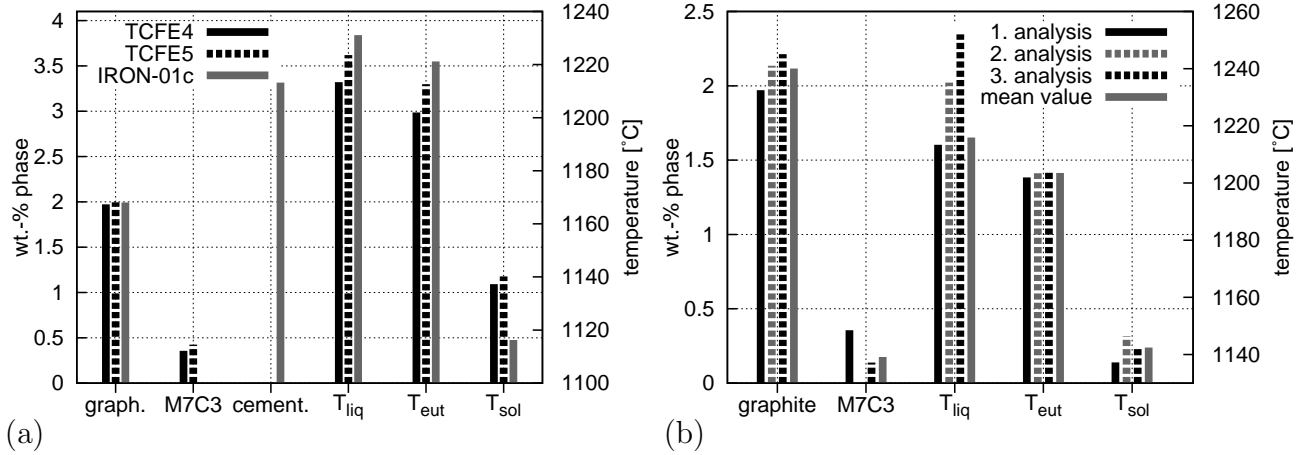 4
3.5
3
2.5
2
1.5
1
0.5
0
wt.-% phase
TCFE4
TCFE5
IRON-01c
1240
1220
1200
1180
1160
1140
1120
1100
temperature [˚C]
graph. M7C3 cement. Tliq Teut Tsol
(a)
2.5
2
1.5
1
0.5
0
wt.-% phase
1. analysis
2. analysis
3. analysis
mean value
1260
1240
1220
1200
1180
1160
1140
temperature [˚C]
graphite M7C3 Tliq Teut Tsol
(b)